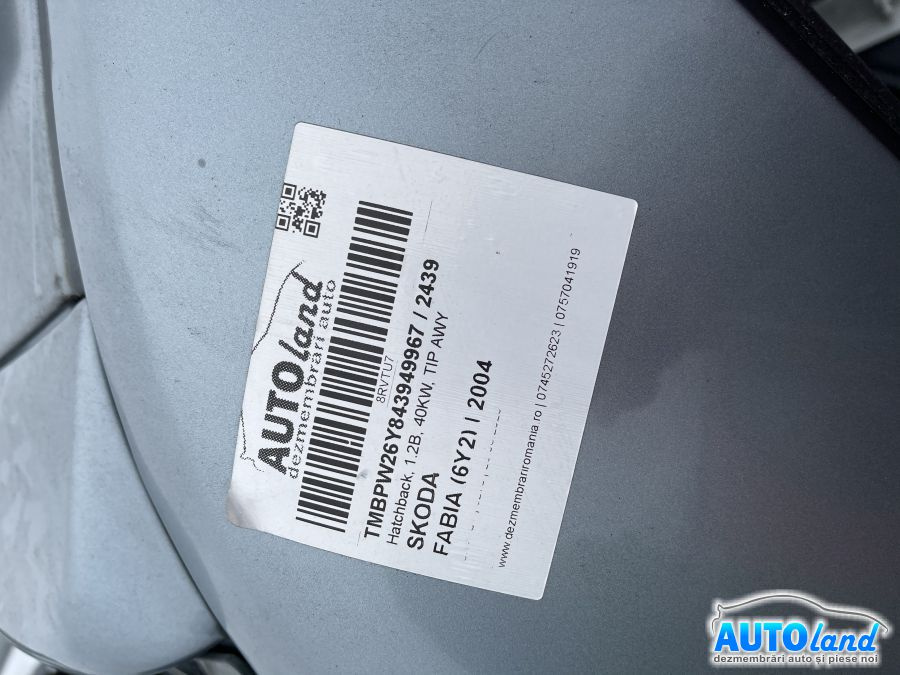 AUTOland
dezmembrări auto
8RVTU7
TMBPW26Y843949967 / 2439
Hatchback, 1.2B, 40KW, TIP AWY
SKODA
FABIA (6Y2) | 2004
www.dezmembrariromania.ro | 0745272623 | 0757041919
AUTOland
dezmembrări auto și piese noi